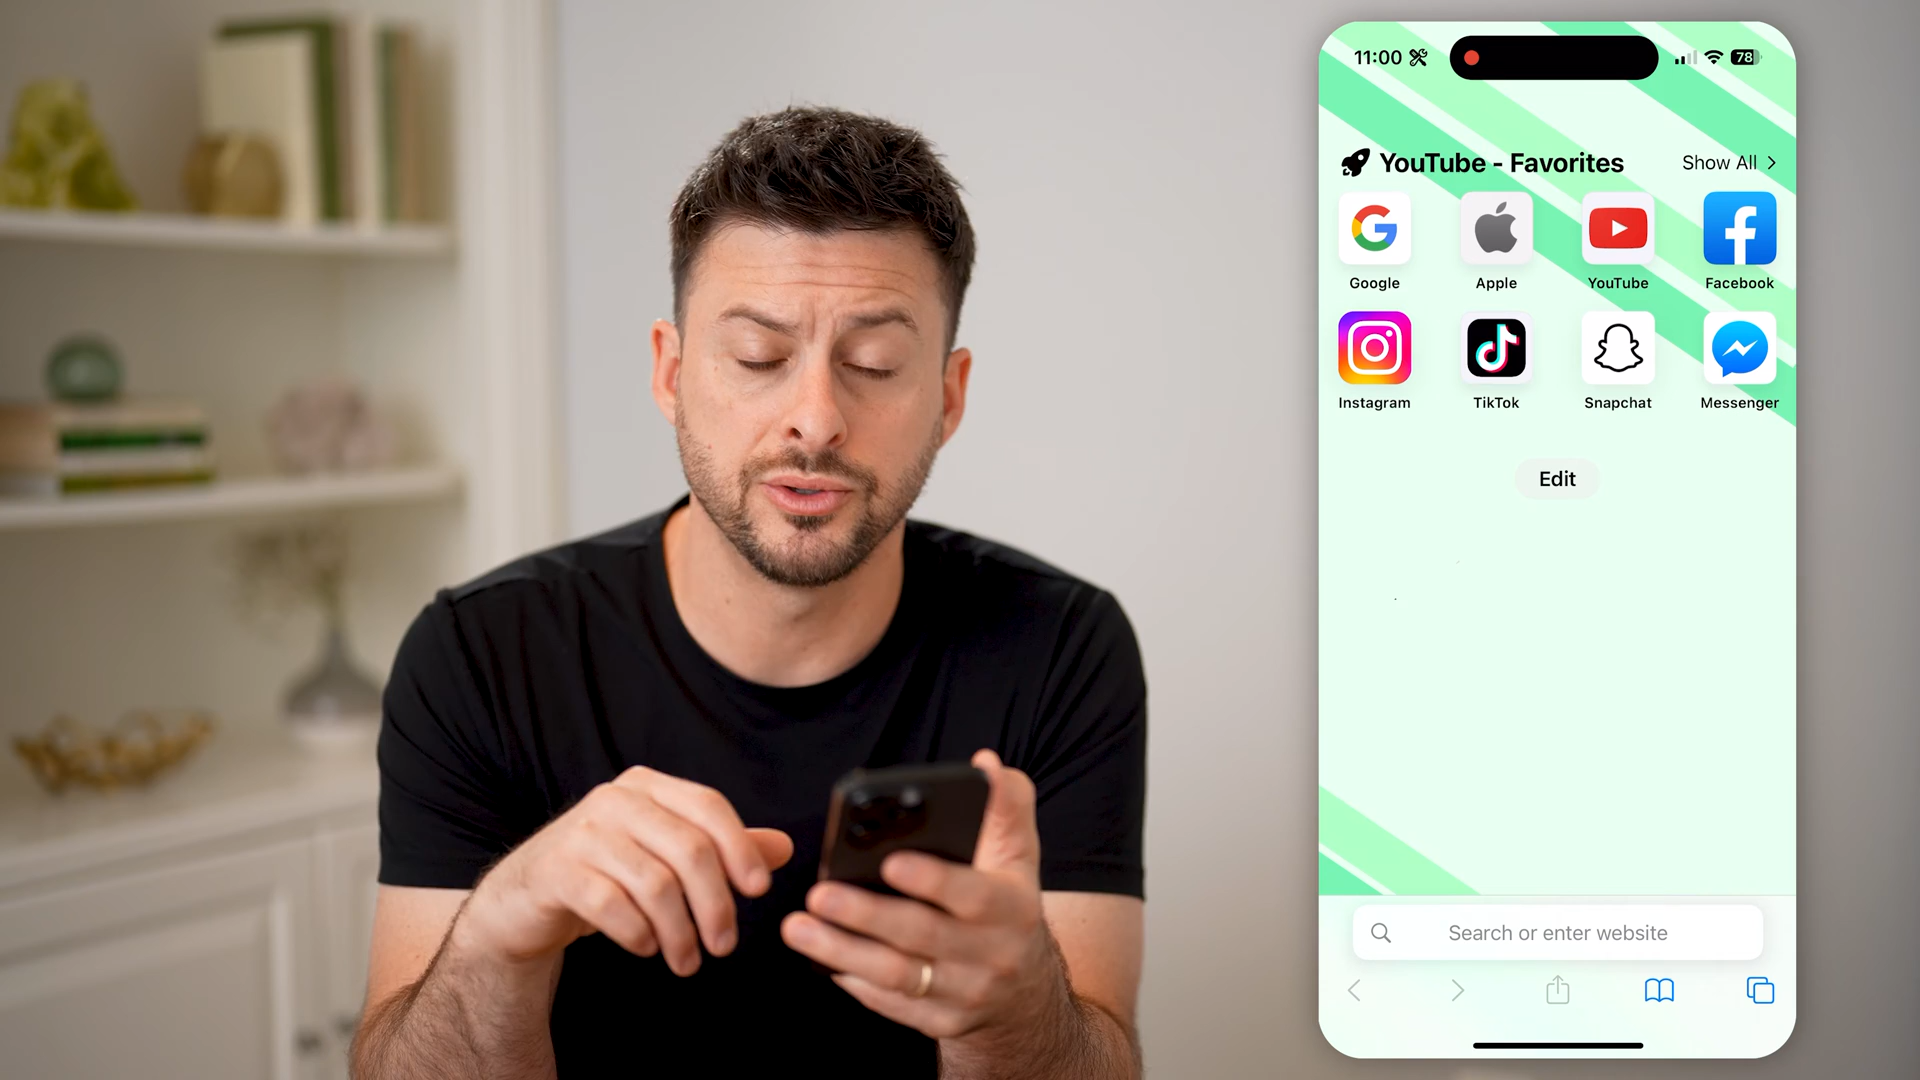 11:00
78
YouTube - Favorites
Show All
Google
Apple
YouTube
Facebook
Instagram
TikTok
Snapchat
Messenger
Edit
Search or enter website